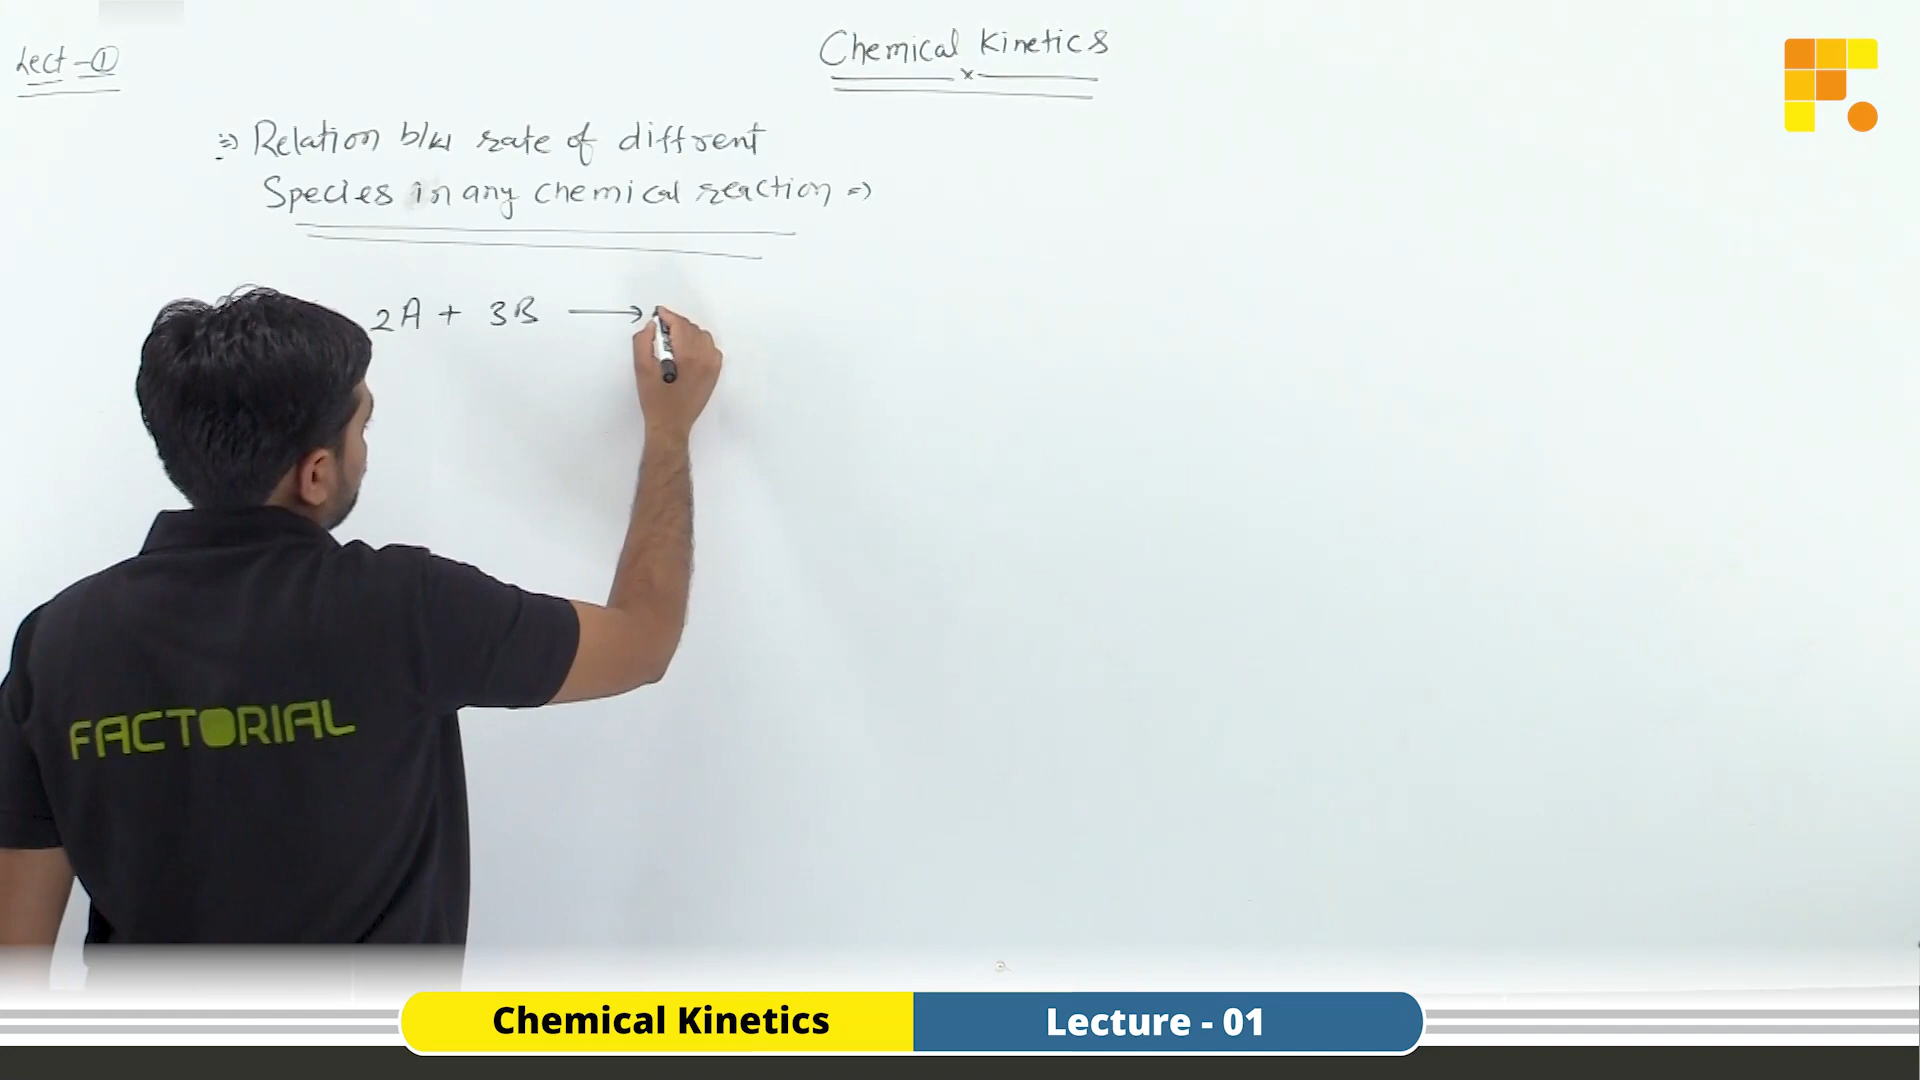 Lect-①
Chemical Kinetics
⇒ Relation b/w rate of diffrent
Species in any chemical reaction ⇒
2A + 3B →
FACTORIAL
Chemical Kinetics
Lecture - 01